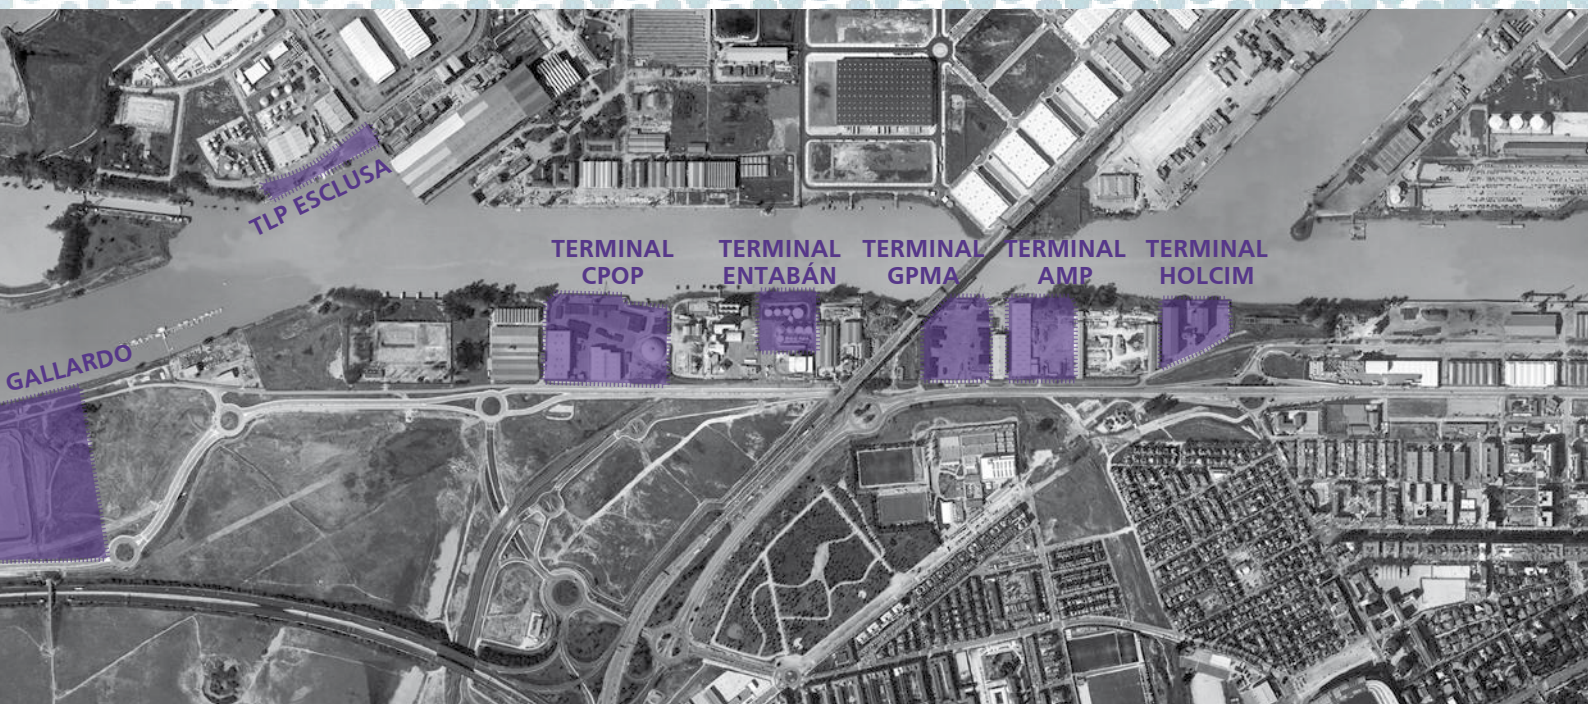 TLP ESCLUSA
TERMINAL
CPOP
TERMINAL
ENTABÁN
TERMINAL
GPMA
TERMINAL
AMP
TERMINAL
HOLCIM
GALLARDO